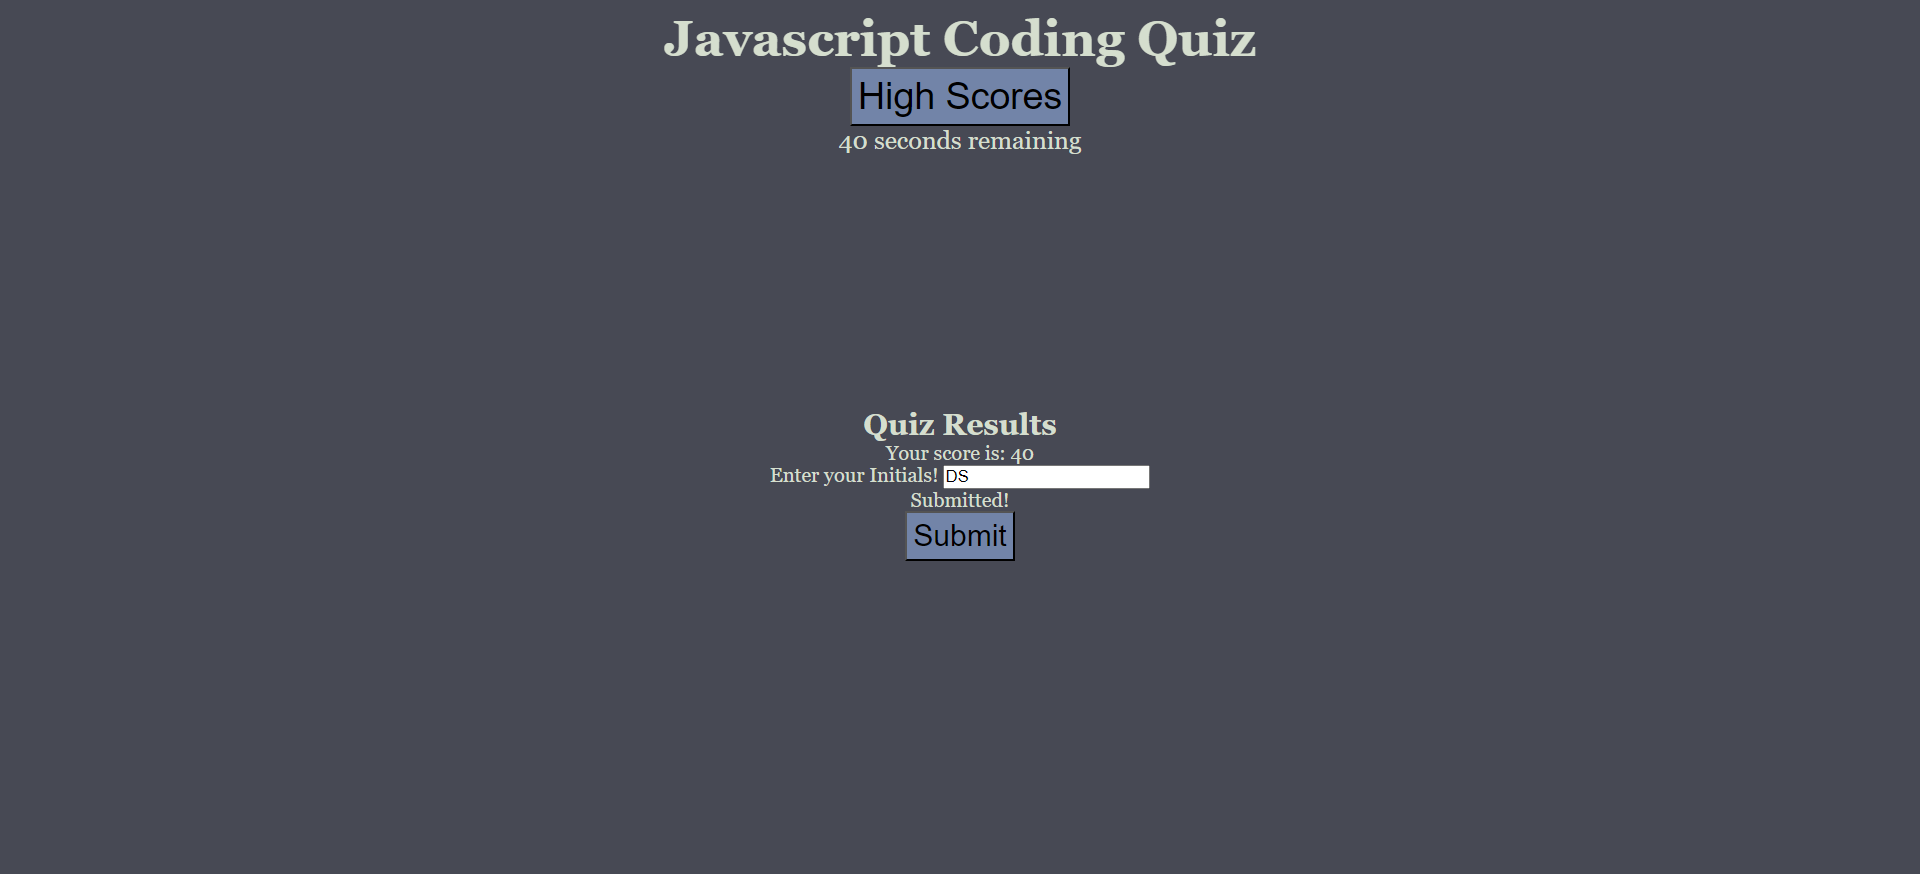 Javascript Coding Quiz
High Scores
40 seconds remaining
Quiz Results
Your score is: 40
Enter your Initials! DS
Submitted!
Submit